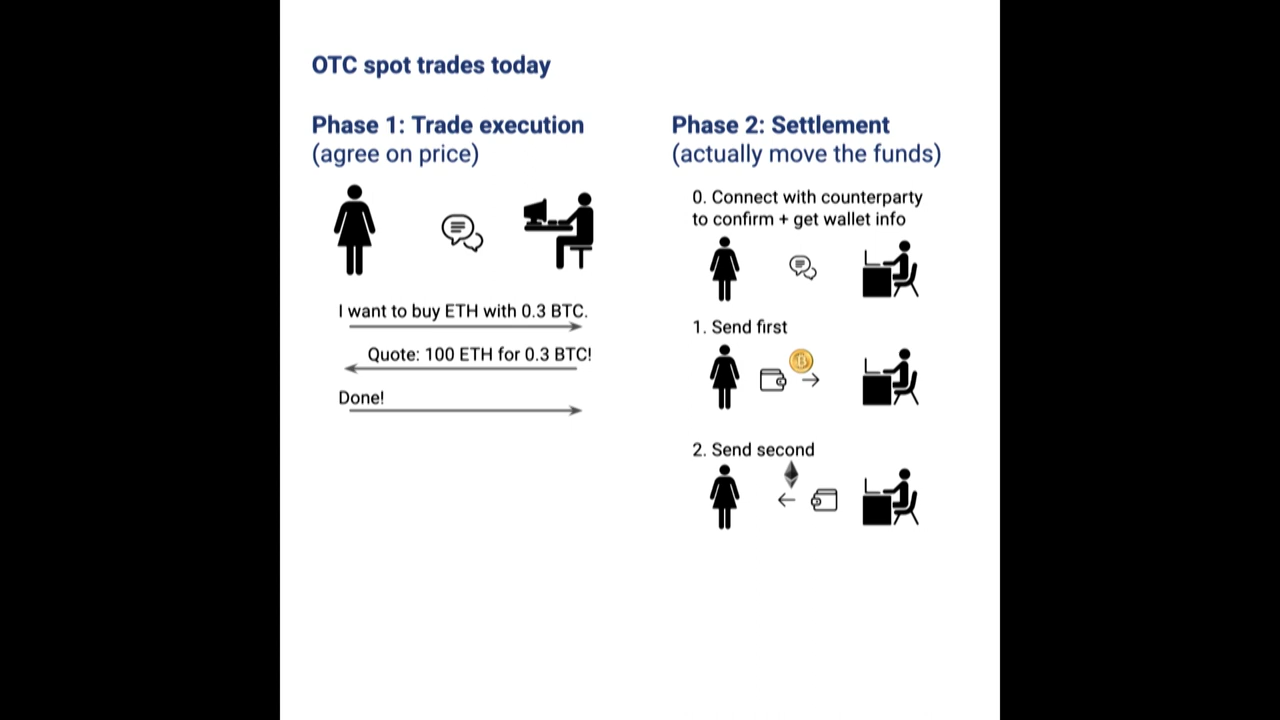 OTC spot trades today
Phase 1: Trade execution
(agree on price)
I want to buy ETH with 0.3 BTC.
Quote: 100 ETH for 0.3 BTC!
Done!
Phase 2: Settlement
(actually move the funds)
0. Connect with counterparty
to confirm + get wallet info
1. Send first
2. Send second